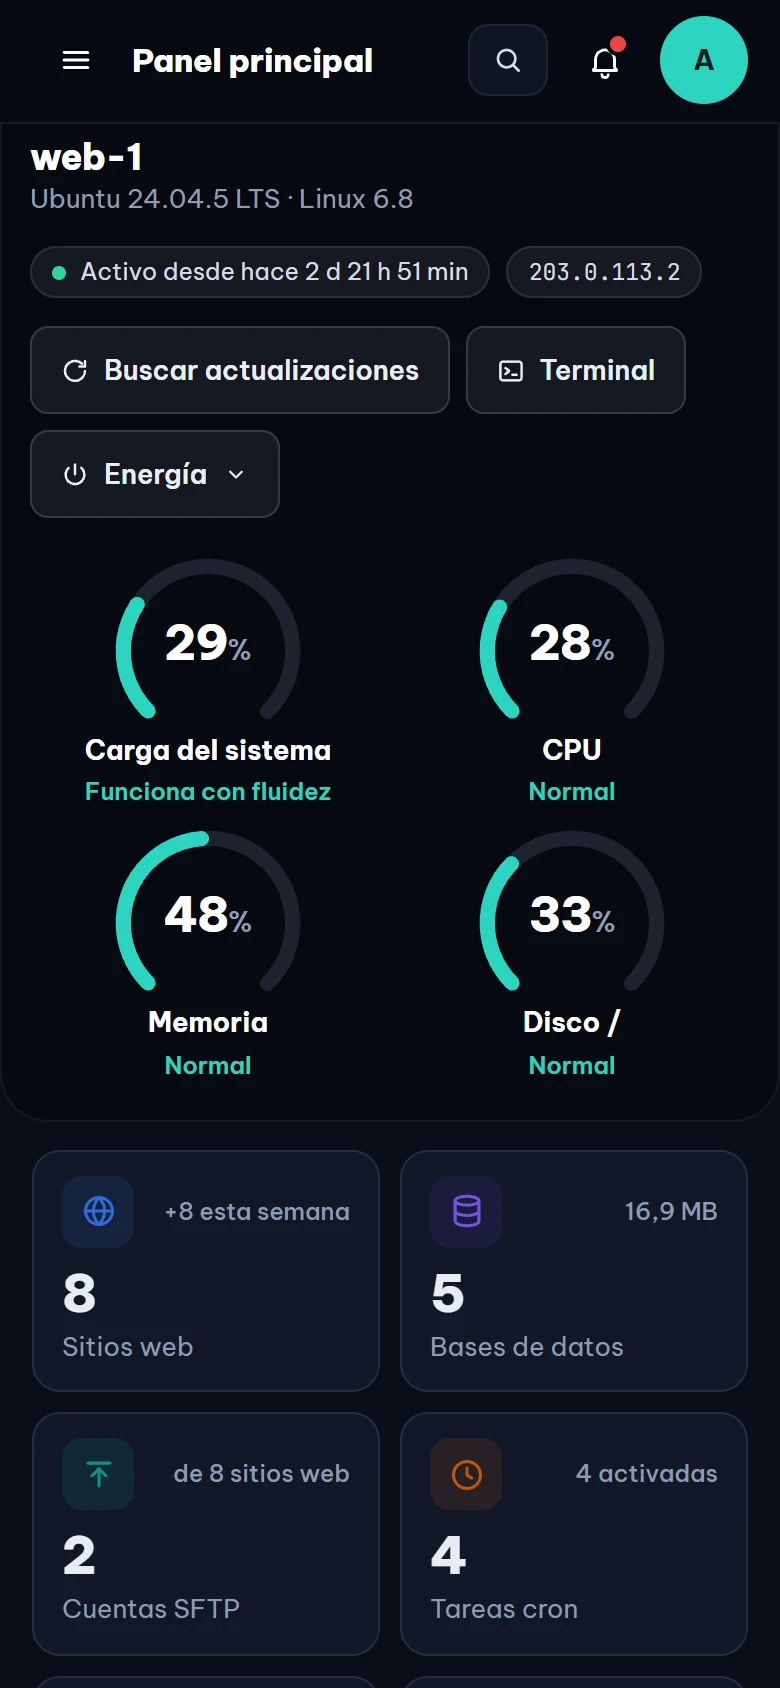 Panel principal
A
web-1
Ubuntu 24.04.5 LTS · Linux 6.8
Activo desde hace 2 d 21 h 51 min
203.0.113.2
Buscar actualizaciones
Terminal
Energía
29%
Carga del sistema
Funciona con fluidez
28%
CPU
Normal
48%
Memoria
Normal
33%
Disco /
Normal
+8 esta semana
8
Sitios web
16,9 MB
5
Bases de datos
de 8 sitios web
2
Cuentas SFTP
4 activadas
4
Tareas cron